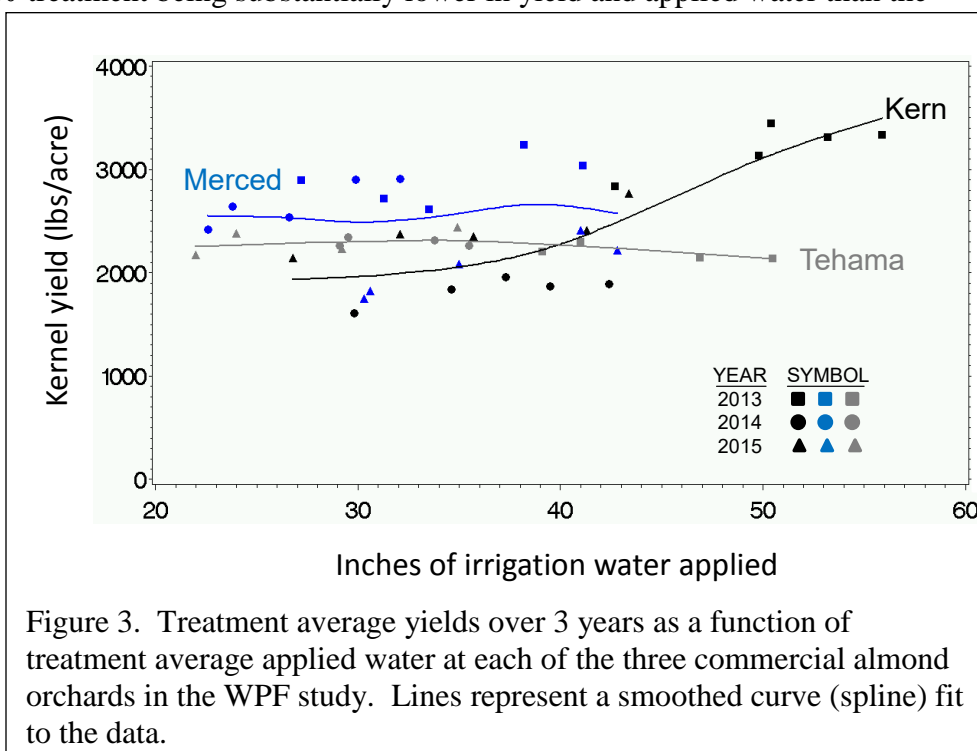 treatment being substantially lower in yield and applied water than the
4000
3000
2000
1000
0
Kernel yield (lbs/acre)
Kern
Merced
Tehama
YEAR SYMBOL
2013
2014
2015
20 30 40 50 60
Inches of irrigation water applied
Figure 3. Treatment average yields over 3 years as a function of
treatment average applied water at each of the three commercial almond
orchards in the WPF study. Lines represent a smoothed curve (spline) fit
to the data.